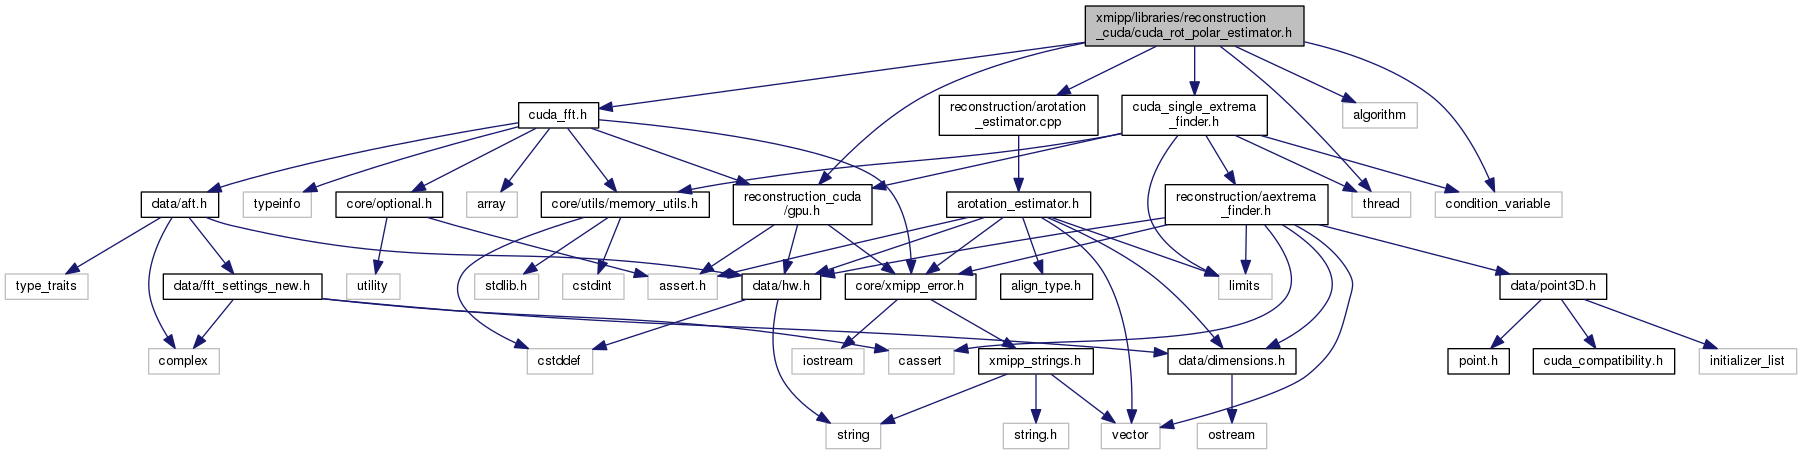 xmipp/libraries/reconstruction
_cuda/cuda_rot_polar_estimator.h
cuda_fft.h
reconstruction/arotation
_estimator.cpp
cuda_single_extrema
_finder.h
algorithm
data/aft.h
typeinfo
core/optional.h
array
core/utils/memory_utils.h
reconstruction_cuda
/gpu.h
arotation_estimator.h
reconstruction/aextrema
_finder.h
thread
condition_variable
type_traits
data/fft_settings_new.h
utility
stdlib.h
cstdint
assert.h
data/hw.h
core/xmipp_error.h
align_type.h
limits
data/point3D.h
complex
cstddef
iostream
cassert
xmipp_strings.h
data/dimensions.h
point.h
cuda_compatibility.h
initializer_list
string
string.h
vector
ostream